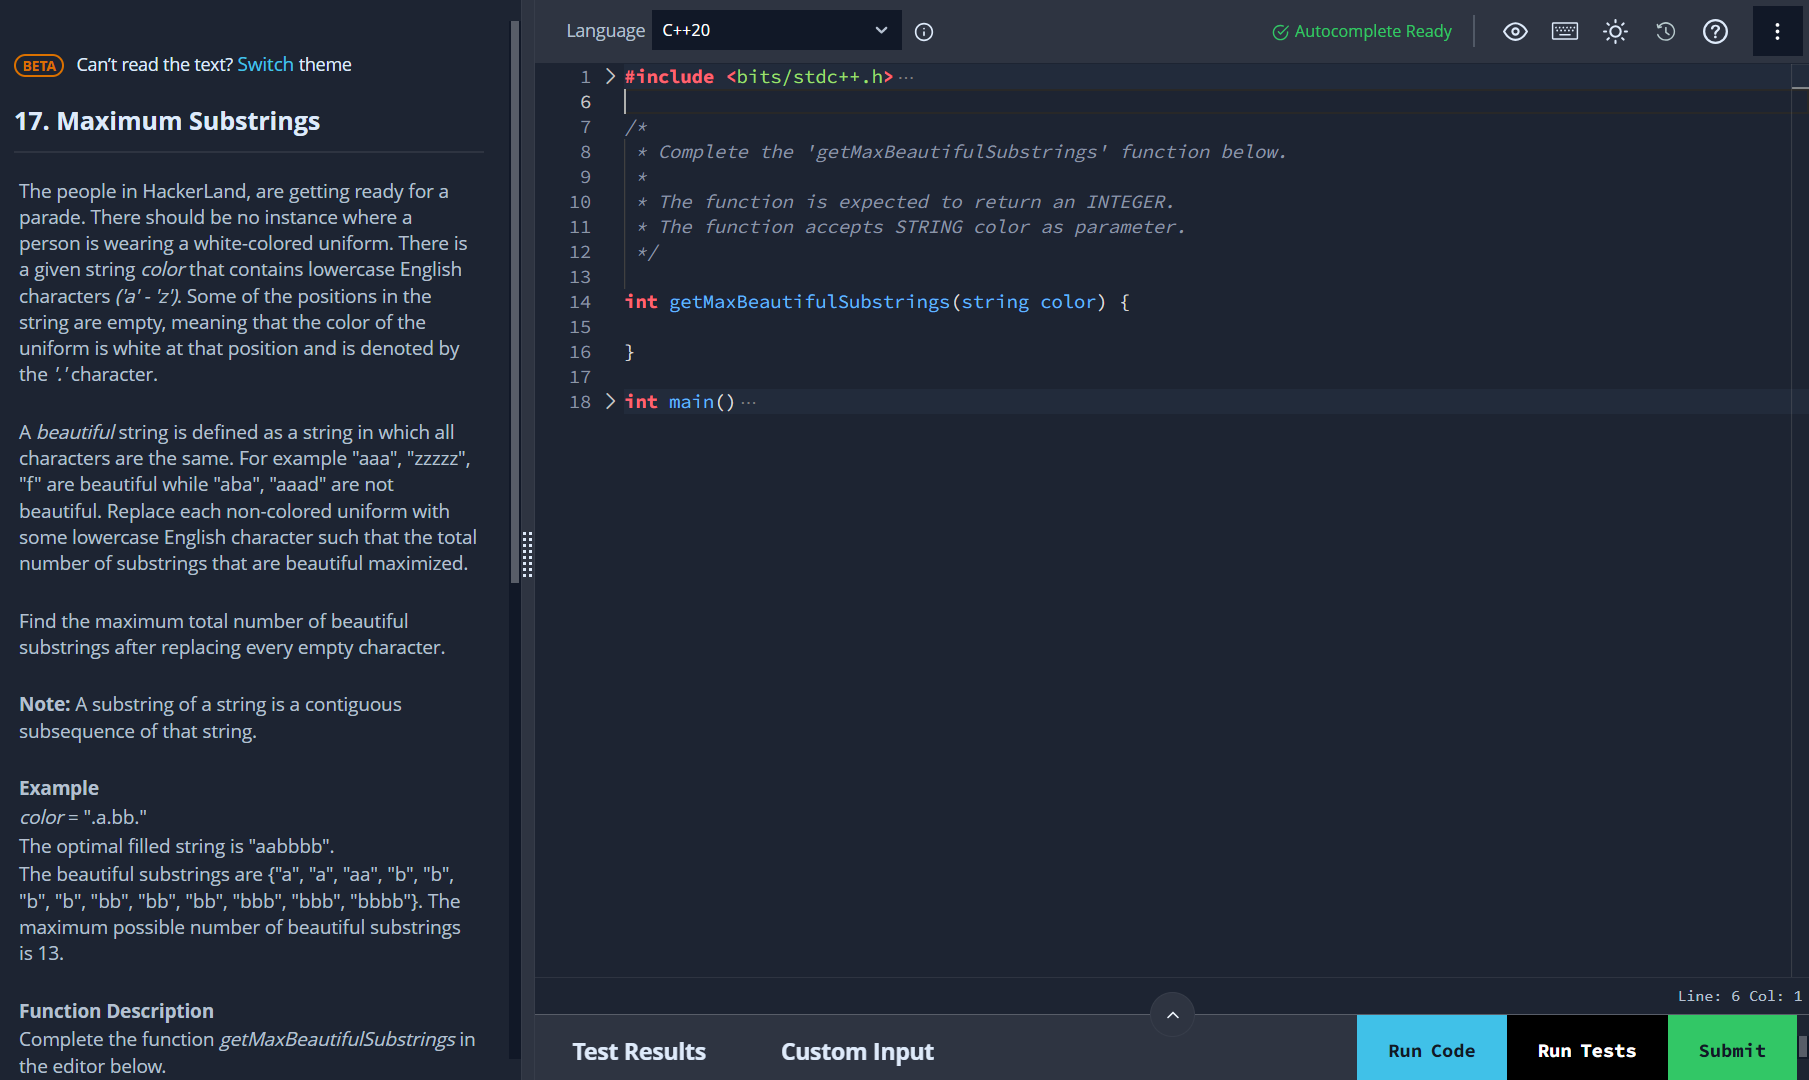 BETA Can't read the text? Switch theme
17. Maximum Substrings
The people in HackerLand, are getting ready for a
parade. There should be no instance where a
person is wearing a white-colored uniform. There is
a given string color that contains lowercase English
characters ('a' - 'z'). Some of the positions in the
string are empty, meaning that the color of the
uniform is white at that position and is denoted by
the '.' character.
A beautiful string is defined as a string in which all
characters are the same. For example "aaa", "zzzzz",
"f" are beautiful while "aba", "aaad" are not
beautiful. Replace each non-colored uniform with
some lowercase English character such that the total
number of substrings that are beautiful maximized.
Find the maximum total number of beautiful
substrings after replacing every empty character.
Note: A substring of a string is a contiguous
subsequence of that string.
Example
color = ".a.bb."
The optimal filled string is "aabbbb".
The beautiful substrings are {"a", "a", "aa", "b", "b",
"b", "b", "bb", "bb", "bb", "bbb", "bbb", "bbbb"}. The
maximum possible number of beautiful substrings
is 13.
Function Description
Complete the function getMaxBeautifulSubstrings in
the editor below.
Language C++20
Autocomplete Ready
1 #include <bits/stdc++.h> ...
6
7 /*
8 * Complete the 'getMaxBeautifulSubstrings' function below.
9 *
10 * The function is expected to return an INTEGER.
11 * The function accepts STRING color as parameter.
12 */
13
14 int getMaxBeautifulSubstrings(string color) {
15
16 }
17
18 int main() ...
Line: 6 Col: 1
Test Results Custom Input Run Code Run Tests Submit